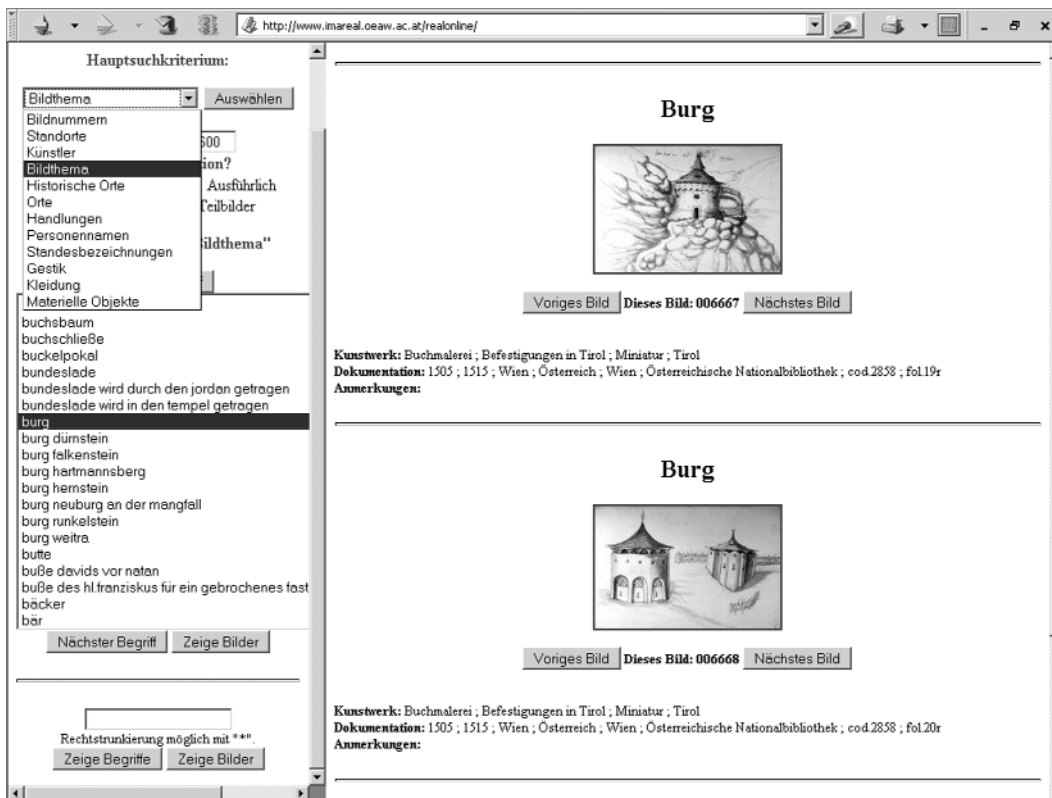 http://www.imareal.oeaw.ac.at/realonline/
Hauptsuchkriterium:
Bildthema
Auswählen
Bildnummern
Standorte
Künstler
Bildthema
Historische Orte
Orte
Handlungen
Personennamen
Standesbezeichnungen
Gestik
Kleidung
Materielle Objekte
ion?
Ausführlich
Teilbilder
ildthema"
buchsbaum
buchschließe
buckelpokal
bundeslade
bundeslade wird durch den jordan getragen
bundeslade wird in den tempel getragen
burg
burg dürnstein
burg falkenstein
burg hartmannsberg
burg hernstein
burg neuburg an der mangfall
burg runkelstein
burg weitra
butte
buße davids vor natan
buße des hl.franziskus für ein gebrochenes fast
bäcker
bär
Nächster Begriff Zeige Bilder
Rechtstrunkierung möglich mit "*".
Zeige Begriffe Zeige Bilder
Burg
Voriges Bild Dieses Bild: 006667 Nächstes Bild
Kunstwerk: Buchmalerei ; Befestigungen in Tirol ; Miniatur ; Tirol
Dokumentation: 1505 ; 1515 ; Wien ; Österreich ; Wien ; Österreichische Nationalbibliothek ; cod.2858 ; fol.19r
Anmerkungen:
Burg
Voriges Bild Dieses Bild: 006668 Nächstes Bild
Kunstwerk: Buchmalerei ; Befestigungen in Tirol ; Miniatur ; Tirol
Dokumentation: 1505 ; 1515 ; Wien ; Österreich ; Wien ; Österreichische Nationalbibliothek ; cod.2858 ; fol.20r
Anmerkungen: